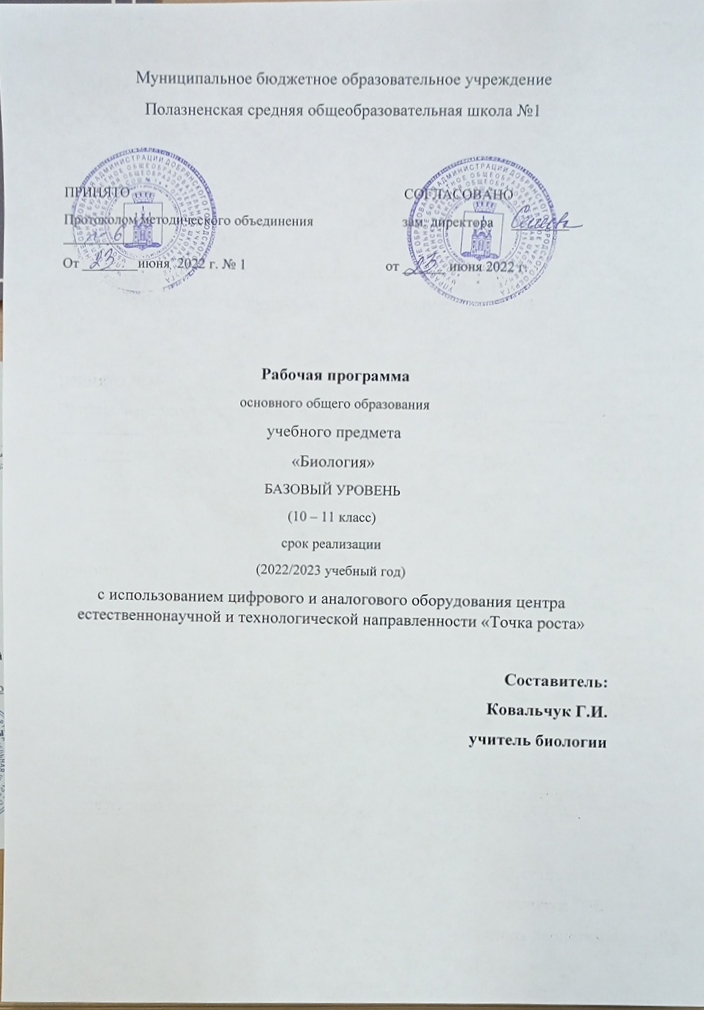 Муниципальное бюджетное образовательное учреждение
Полазненская средняя общеобразовательная школа №1
ПРИНЯТО
Протоколом методического объединения
От 23 июня 2022 г. № 1
СОГЛАСОВАНО
зам. директора
от 23 июня 2022 г.
Рабочая программа
основного общего образования
учебного предмета
«Биология»
БАЗОВЫЙ УРОВЕНЬ
(10 – 11 класс)
срок реализации
(2022/2023 учебный год)
с использованием цифрового и аналогового оборудования центра
естественнонаучной и технологической направленности «Точка роста»
Составитель:
Ковальчук Г.И.
учитель биологии